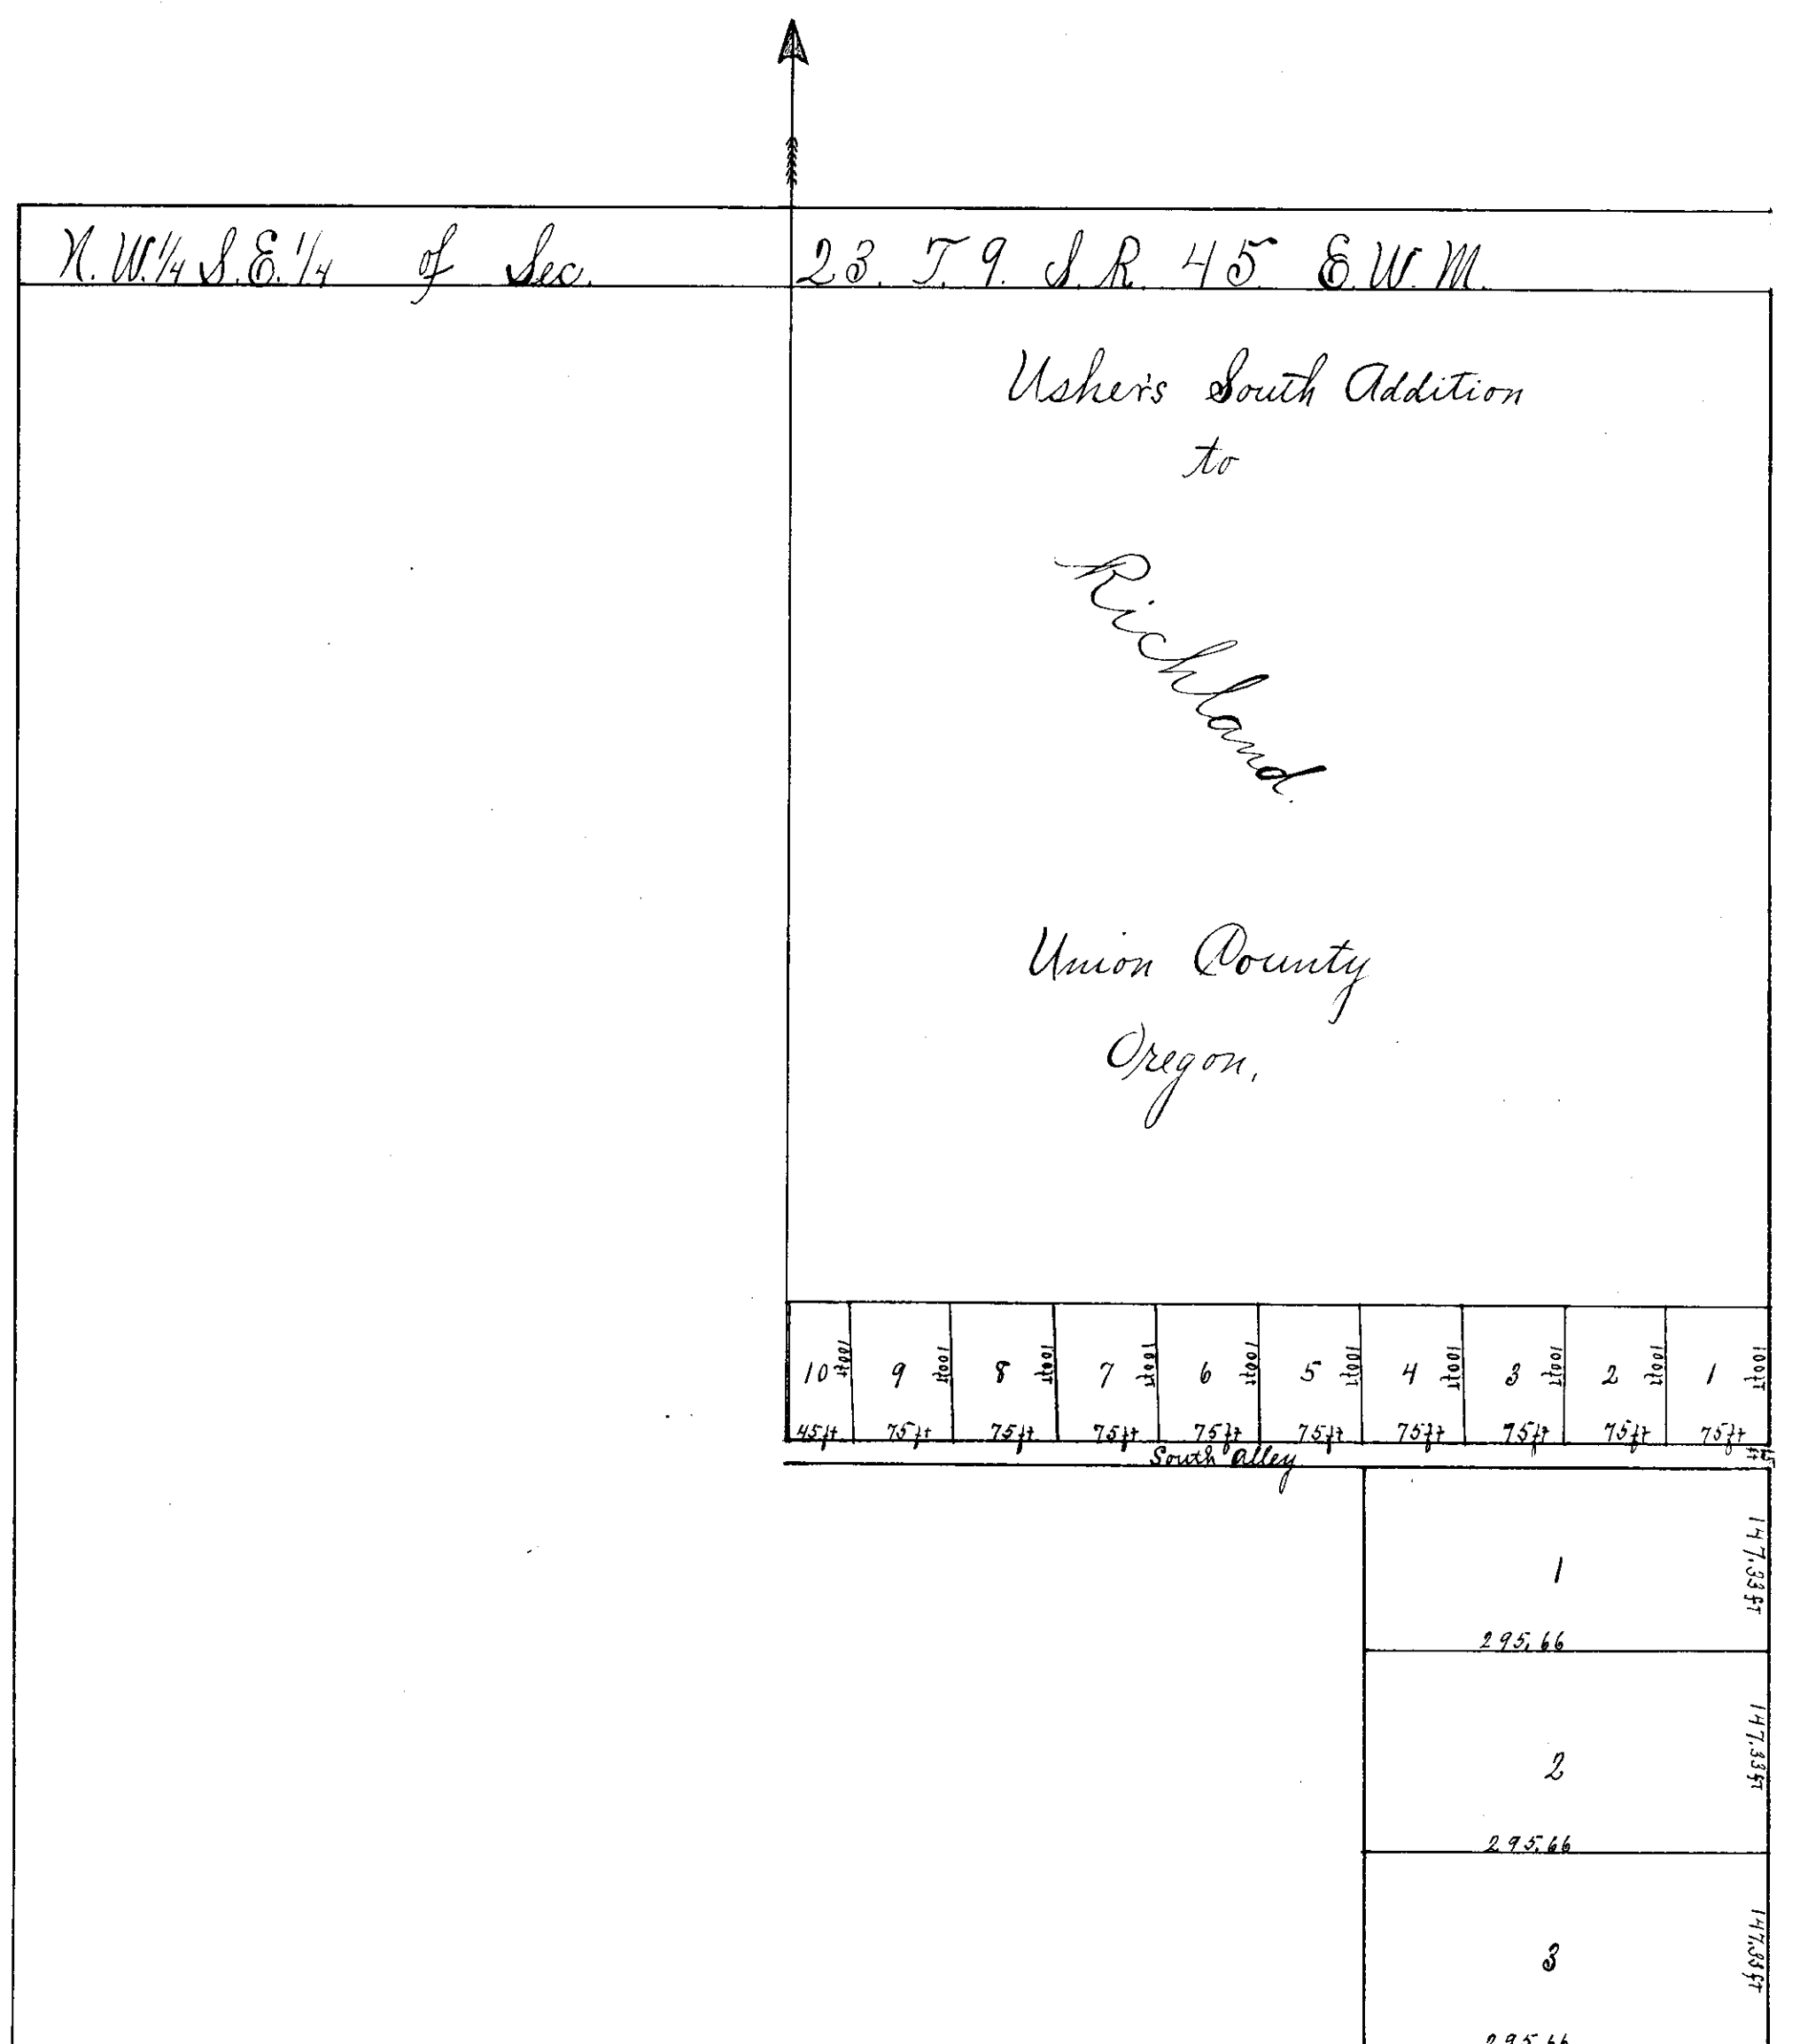 N. W. 1/4 S. E. 1/4 of Sec. 23. T. 9. S. R. 45 E. W. M.
Usher's South Addition
to
Richland.
Union County
Oregon.
100ft 100ft 100ft 100ft 100ft 100ft 100ft 100ft 100ft 100ft
10 9 8 7 6 5 4 3 2 1
45ft 75ft 75ft 75ft 75ft 75ft 75ft 75ft 75ft 75ft
South Alley
147.33ft
1
295.66
147.33ft
2
295.66
147.33ft
3
295.66